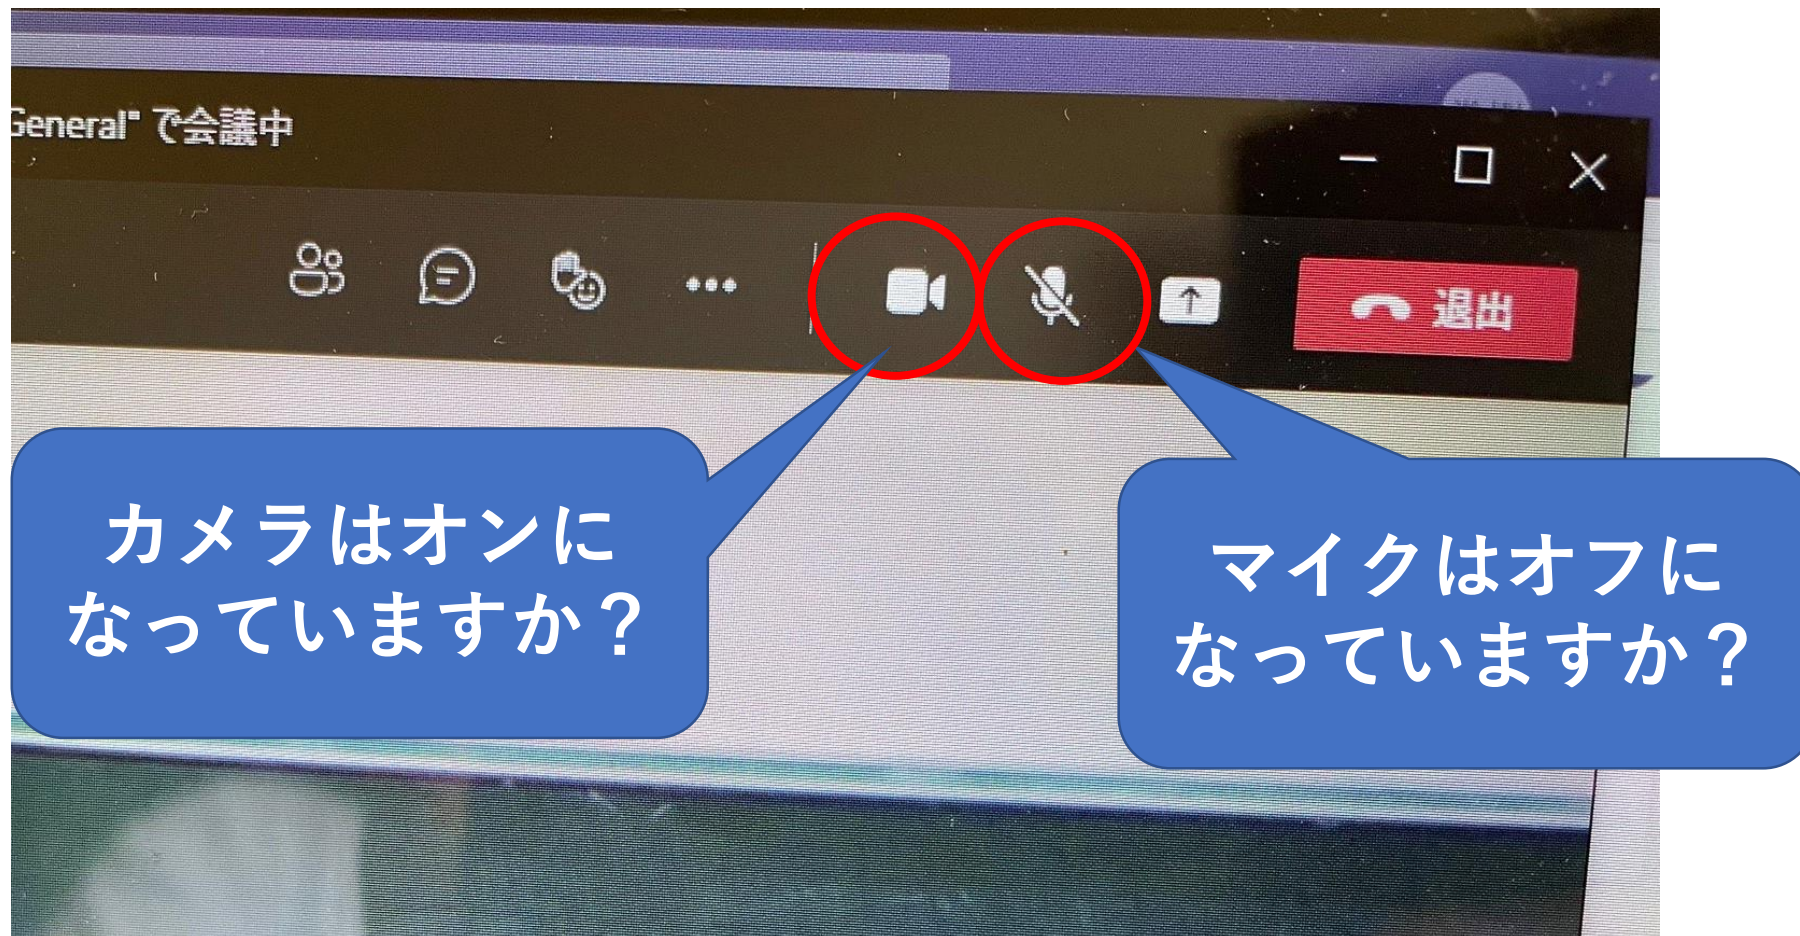 General" で会議中
退出
カメラはオンに
なっていますか？
マイクはオフに
なっていますか？